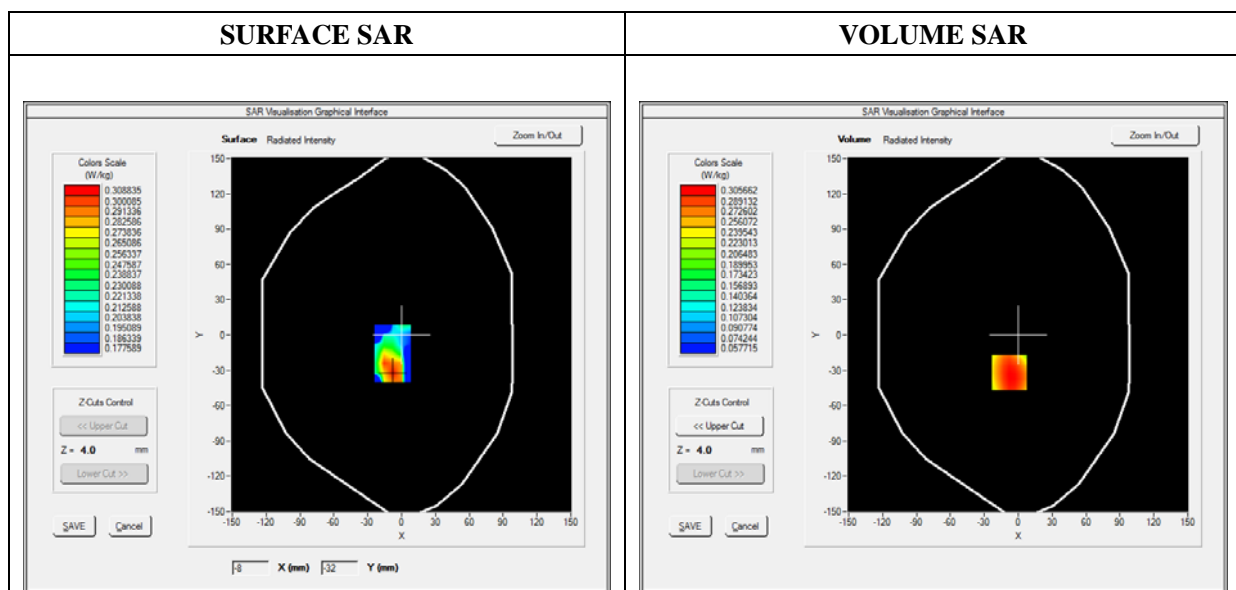 SURFACE SAR
VOLUME SAR
SAR Visualisation Graphical Interface
Surface Radiated Intensity
Zoom In/Out
Colors Scale
(W/kg)
0.308835
0.300085
0.291336
0.282586
0.273836
0.265086
0.256337
0.247587
0.238837
0.230088
0.221338
0.212588
0.203838
0.195089
0.186339
0.177589
150
120
90
60
30
0
-30
-60
-90
-120
-150
Y
-150 -120 -90 -60 -30 0 30 60 90 120 150
X
Z-Cuts Control
<< Upper Cut
Z = 4.0 mm
Lower Cut >>
SAVE Cancel
-8 X (mm) -32 Y (mm)
SAR Visualisation Graphical Interface
Volume Radiated Intensity
Zoom In/Out
Colors Scale
(W/kg)
0.305662
0.289132
0.272602
0.256072
0.239543
0.223013
0.206483
0.189953
0.173423
0.156893
0.140364
0.123834
0.107304
0.090774
0.074244
0.057715
150
120
90
60
30
0
-30
-60
-90
-120
-150
Y
-150 -120 -90 -60 -30 0 30 60 90 120 150
X
Z-Cuts Control
<< Upper Cut
Z = 4.0 mm
Lower Cut >>
SAVE Cancel